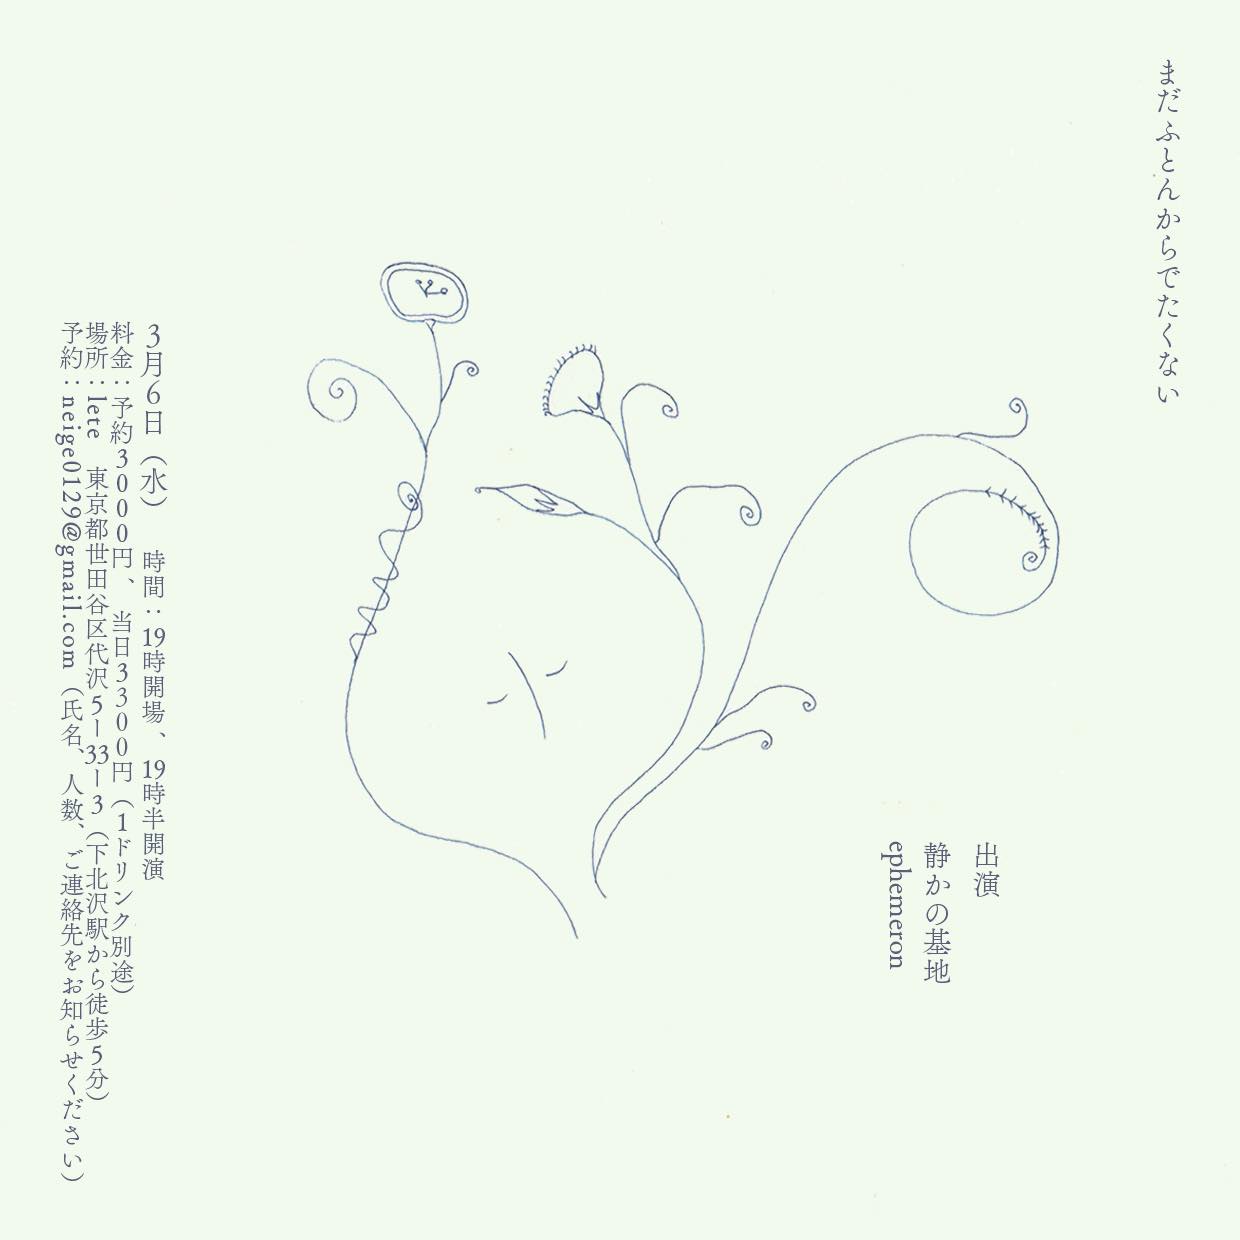 まだふとんからでたくない
出演
静かの基地
ephemeron
3月6日（水）　時間：19時開場、19時半開演
料金：予約3000円、当日3300円（1ドリンク別途）
場所：lete　東京都世田谷区代沢5ー33ー3（下北沢駅から徒歩5分）
予約：neige0129@gmail.com（氏名、人数、ご連絡先をお知らせください）